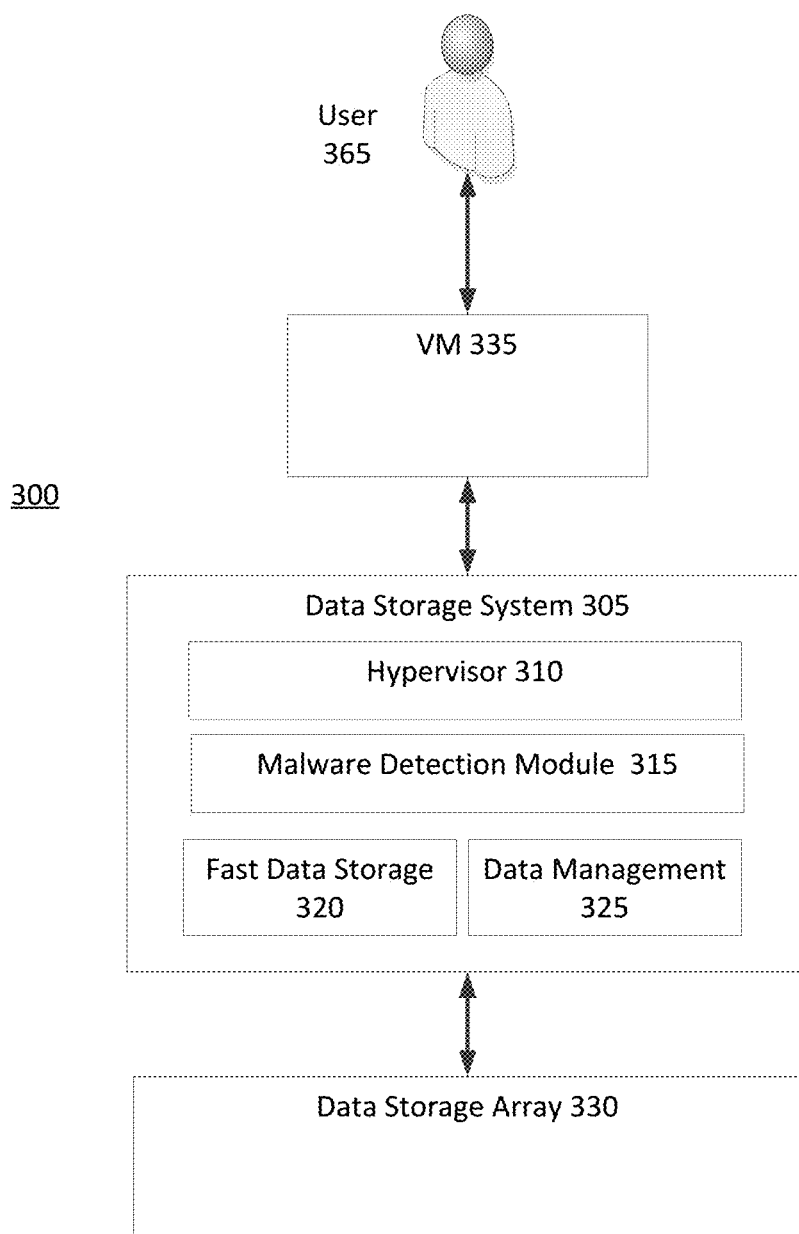 User
365
VM 335
300
Data Storage System 305
Hypervisor 310
Malware Detection Module 315
Fast Data Storage
320
Data Management
325
Data Storage Array 330